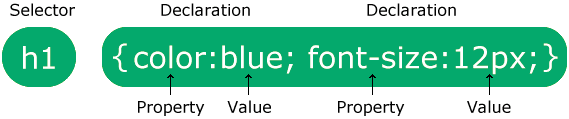 Selector Declaration Declaration
h1 {color:blue; font-size:12px;}
Property Value Property Value